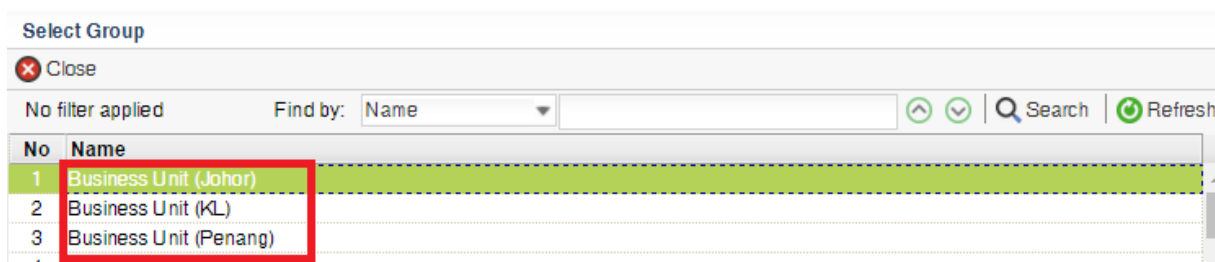 Select Group
Close
No filter applied Find by: Name Search Refresh
No Name
1 Business Unit (Johor)
2 Business Unit (KL)
3 Business Unit (Penang)